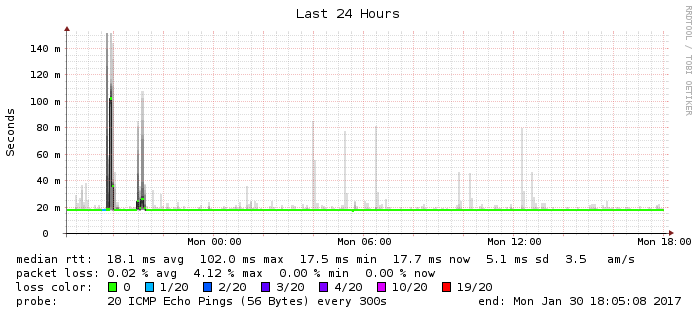 Last 24 Hours
RRDTOOL / TOBI OETIKER
Seconds
140 m
120 m
100 m
80 m
60 m
40 m
20 m
0
Mon 00:00 Mon 06:00 Mon 12:00 Mon 18:00
median rtt: 18.1 ms avg 102.0 ms max 17.5 ms min 17.7 ms now 5.1 ms sd 3.5 am/s
packet loss: 0.02 % avg 4.12 % max 0.00 % min 0.00 % now
loss color: 0 1/20 2/20 3/20 4/20 10/20 19/20
probe: 20 ICMP Echo Pings (56 Bytes) every 300s end: Mon Jan 30 18:05:08 2017